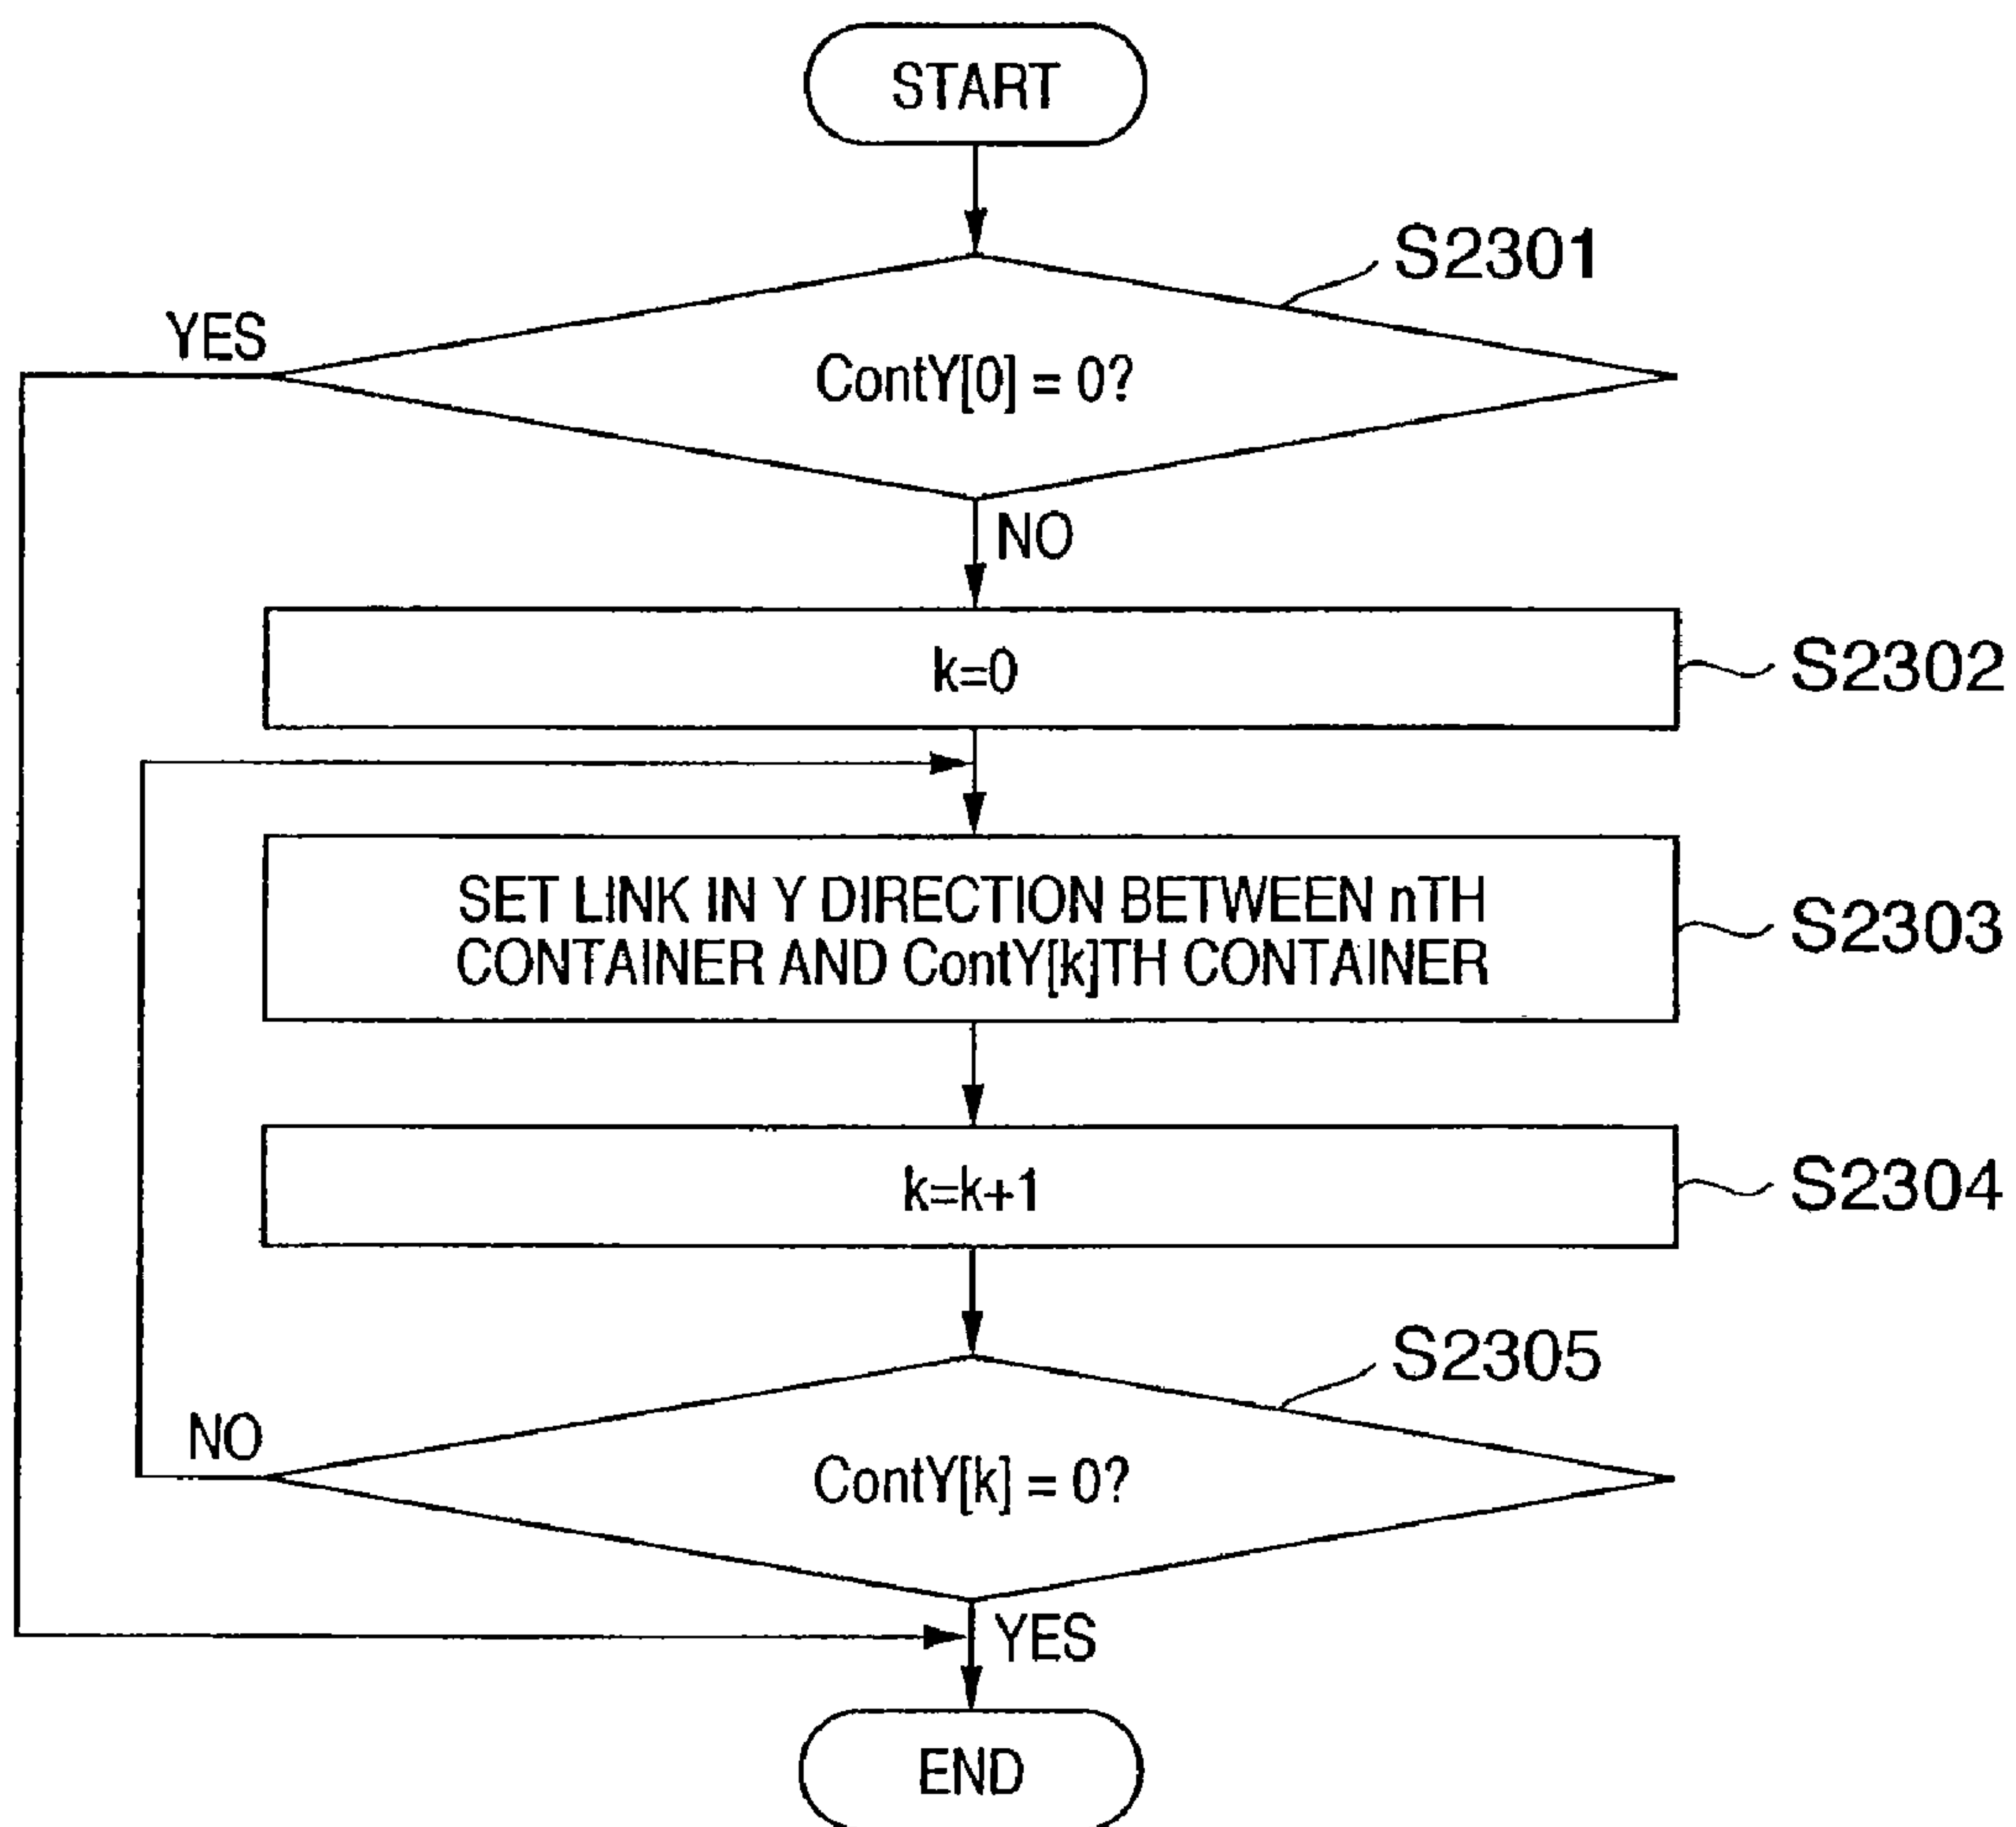 START
S2301
YES
ContY[0] = 0?
NO
k=0
S2302
SET LINK IN Y DIRECTION BETWEEN nTH
CONTAINER AND ContY[k]TH CONTAINER
S2303
k=k+1
S2304
S2305
NO
ContY[k] = 0?
YES
END